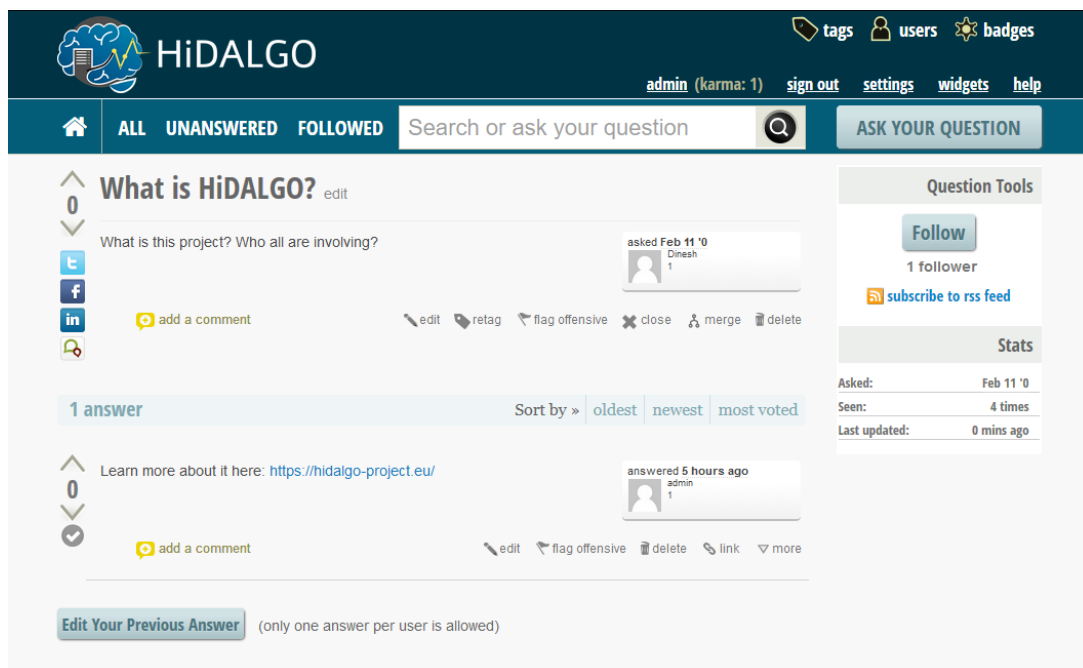 HiDALGO
tags users badges
admin (karma: 1) sign out settings widgets help
ALL UNANSWERED FOLLOWED Search or ask your question ASK YOUR QUESTION
0
What is HiDALGO? edit
What is this project? Who all are involving?
asked Feb 11 '0
Dinesh
1
add a comment
edit retag flag offensive close merge delete
Question Tools
Follow
1 follower
subscribe to rss feed
Stats
Asked: Feb 11 '0
Seen: 4 times
Last updated: 0 mins ago
1 answer Sort by » oldest newest most voted
0
Learn more about it here: https://hidalgo-project.eu/
answered 5 hours ago
admin
1
add a comment
edit flag offensive delete link more
Edit Your Previous Answer (only one answer per user is allowed)